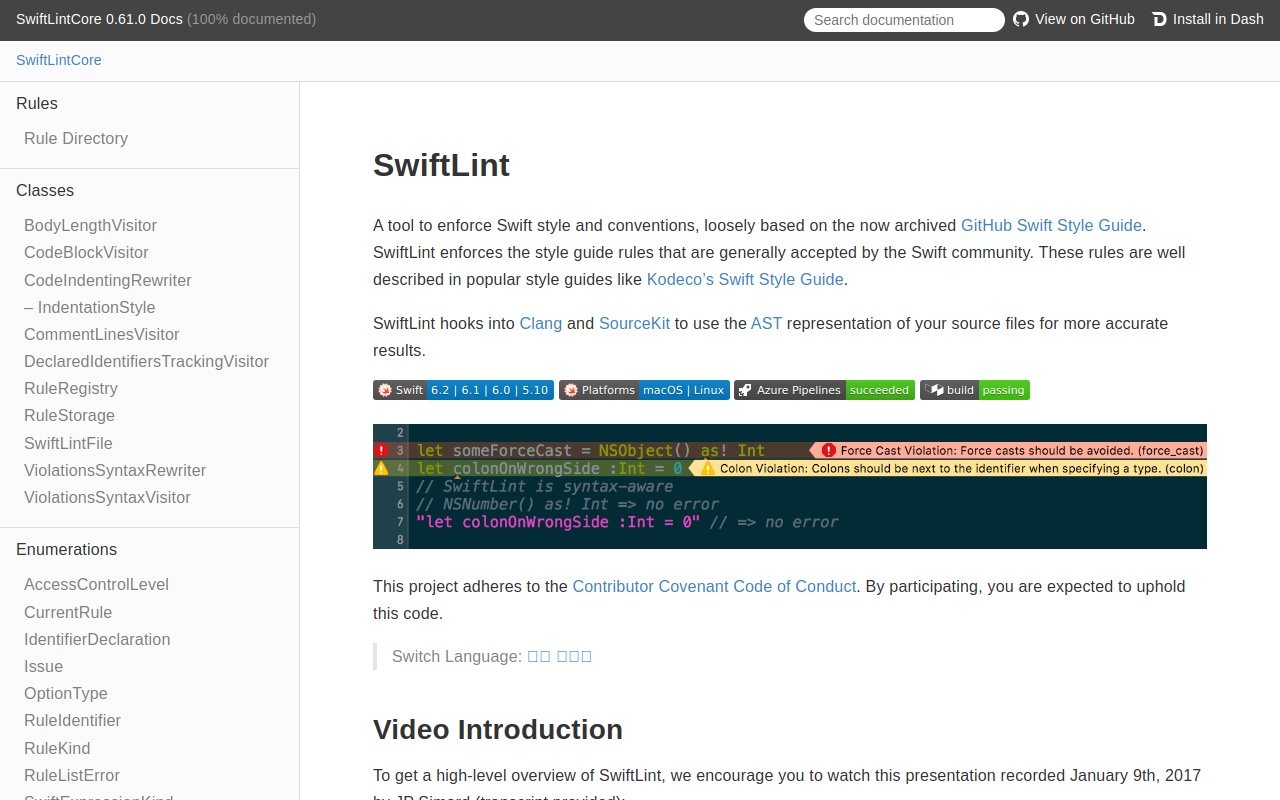 SwiftLintCore 0.61.0 Docs (100% documented)
Search documentation
View on GitHub
Install in Dash
SwiftLintCore
Rules
Rule Directory
Classes
BodyLengthVisitor
CodeBlockVisitor
CodeIndentingRewriter
– IndentationStyle
CommentLinesVisitor
DeclaredIdentifiersTrackingVisitor
RuleRegistry
RuleStorage
SwiftLintFile
ViolationsSyntaxRewriter
ViolationsSyntaxVisitor
Enumerations
AccessControlLevel
CurrentRule
IdentifierDeclaration
Issue
OptionType
RuleIdentifier
RuleKind
RuleListError
SwiftExpressionKind
SwiftLint
A tool to enforce Swift style and conventions, loosely based on the now archived GitHub Swift Style Guide.
SwiftLint enforces the style guide rules that are generally accepted by the Swift community. These rules are well
described in popular style guides like Kodeco’s Swift Style Guide.
SwiftLint hooks into Clang and SourceKit to use the AST representation of your source files for more accurate
results.
Swift 6.2 | 6.1 | 6.0 | 5.10 Platforms macOS | Linux Azure Pipelines succeeded build passing
2
3 let someForceCast = NSObject() as! Int Force Cast Violation: Force casts should be avoided. (force_cast)
4 let colonOnWrongSide :Int = 0 Colon Violation: Colons should be next to the identifier when specifying a type. (colon)
5 // SwiftLint is syntax-aware
6 // NSNumber() as! Int => no error
7 "let colonOnWrongSide :Int = 0" // => no error
8
This project adheres to the Contributor Covenant Code of Conduct. By participating, you are expected to uphold
this code.
Switch Language:
Video Introduction
To get a high-level overview of SwiftLint, we encourage you to watch this presentation recorded January 9th, 2017
by JP Simard (transcript provided):